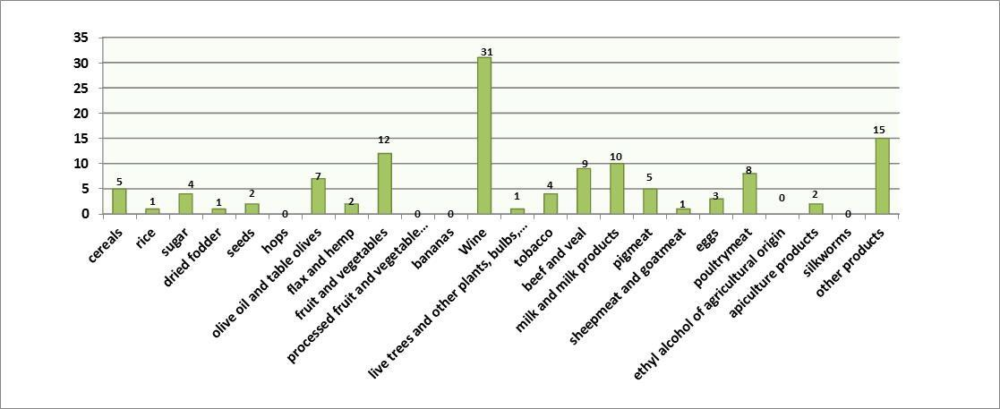 35
30
25
20
15
10
5
0
5
1
4
1
2
0
7
2
12
0
0
31
1
4
9
10
5
1
3
8
0
2
0
15
cereals
rice
sugar
dried fodder
seeds
hops
olive oil and table olives
flax and hemp
fruit and vegetables
processed fruit and vegetable...
bananas
Wine
live trees and other plants, bulbs,...
tobacco
beef and veal
milk and milk products
pigmeat
sheepmeat and goatmeat
eggs
poultrymeat
ethyl alcohol of agricultural origin
apiculture products
silkworms
other products